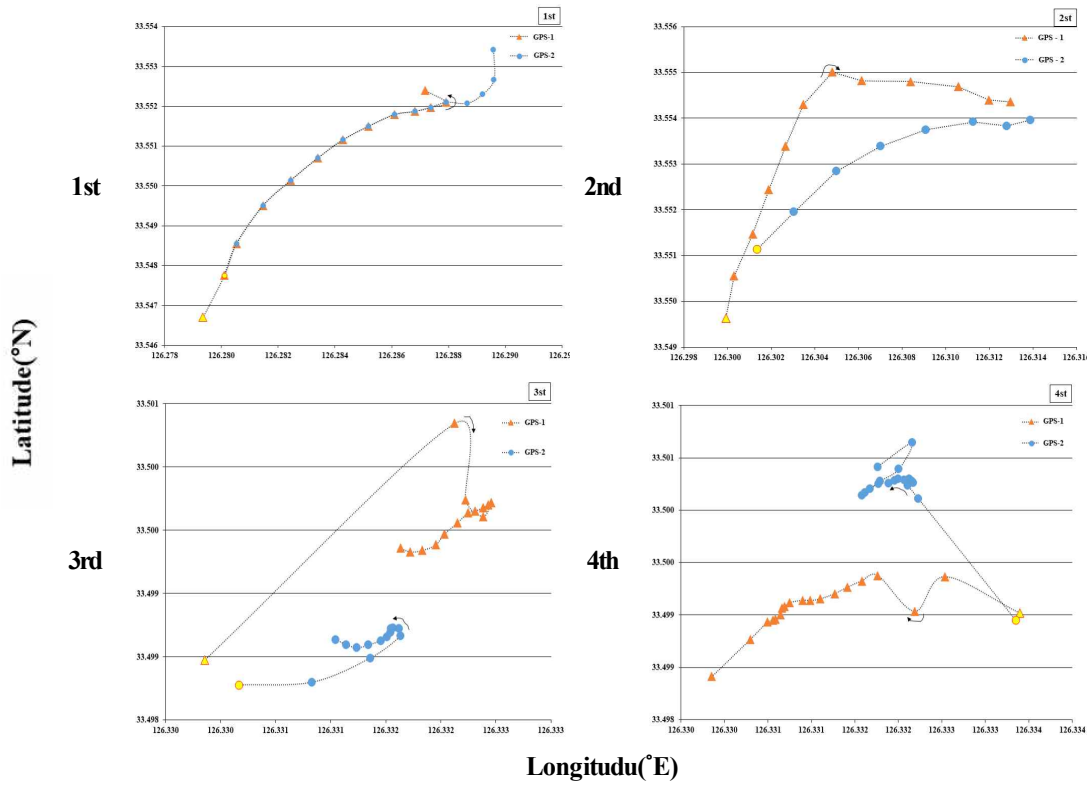 Latitude(°N)
1st
1st
GPS-1
GPS-2
33.554
33.553
33.552
33.551
33.550
33.549
33.548
33.547
33.546
126.278 126.280 126.282 126.284 126.286 126.288 126.290 126.29
2nd
2st
GPS - 1
GPS - 2
33.556
33.555
33.554
33.553
33.552
33.551
33.550
33.549
126.298 126.300 126.302 126.304 126.306 126.308 126.310 126.312 126.314 126.316
3rd
3st
GPS-1
GPS-2
33.501
33.500
33.500
33.499
33.499
33.498
126.330 126.330 126.331 126.331 126.332 126.332 126.333 126.333
4th
4st
GPS-1
GPS-2
33.501
33.501
33.500
33.500
33.499
33.499
33.498
126.330 126.330 126.331 126.331 126.332 126.332 126.333 126.333 126.334 126.334
Longitudu(°E)